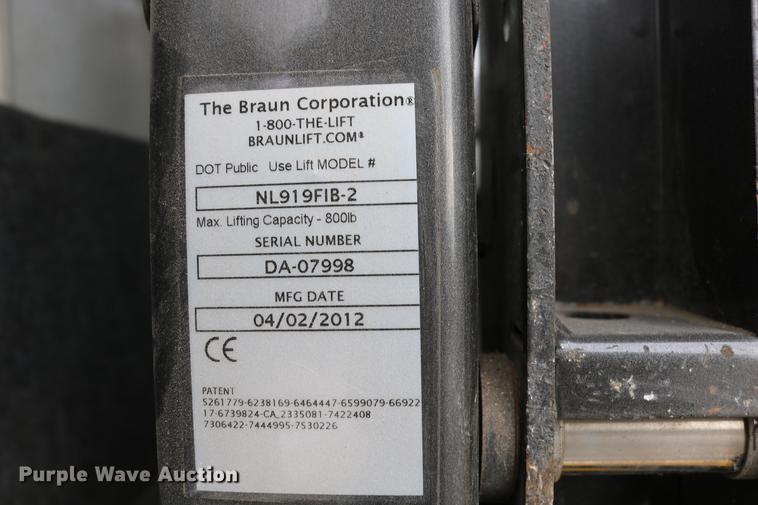 The Braun Corporation®
1-800-THE-LIFT
BRAUNLIFT.COM®
DOT Public Use Lift MODEL #
NL919FIB-2
Max. Lifting Capacity - 800lb
SERIAL NUMBER
DA-07998
MFG DATE
04/02/2012
CE
PATENT
5261779-6238169-6464447-6599079-66922
17-6739824-CA_2335081-7422408
7306422-7444995-7530226
Purple Wave Auction